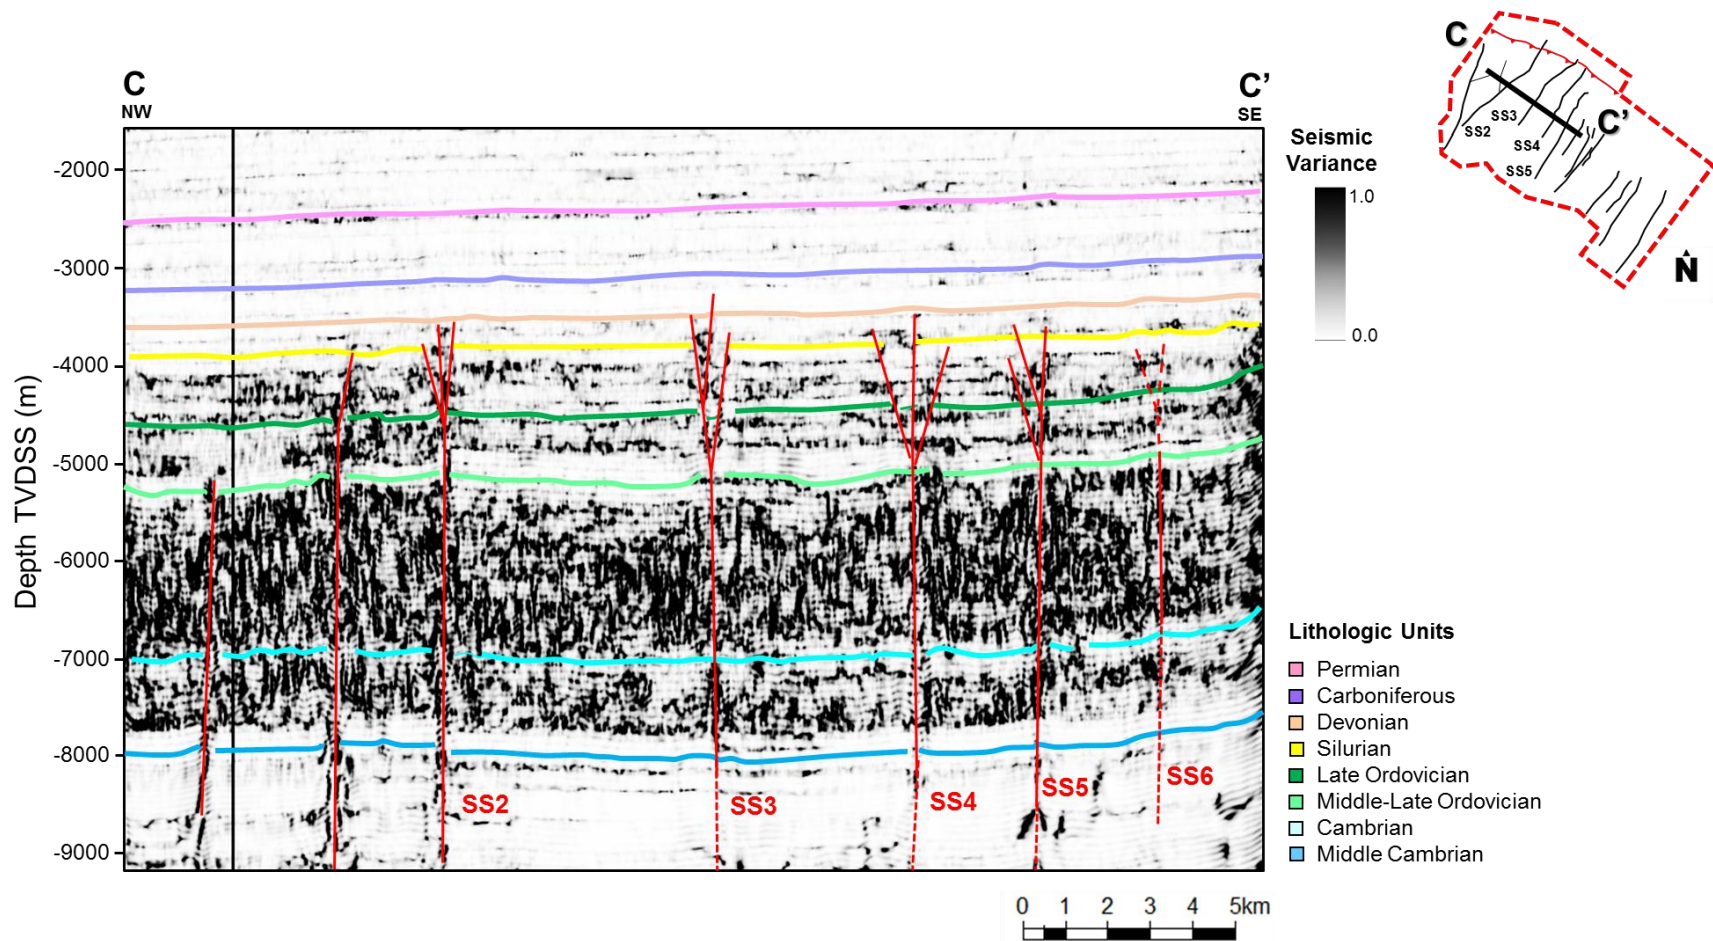 C
NW
C’
SE
Depth TVDSS (m)
-2000
-3000
-4000
-5000
-6000
-7000
-8000
-9000
SS2
SS3
SS4
SS5
SS6
Seismic
Variance
1.0
0.0
C
C’
SS3
SS2
SS4
SS5
N
Lithologic Units
Permian
Carboniferous
Devonian
Silurian
Late Ordovician
Middle-Late Ordovician
Cambrian
Middle Cambrian
0 1 2 3 4 5km